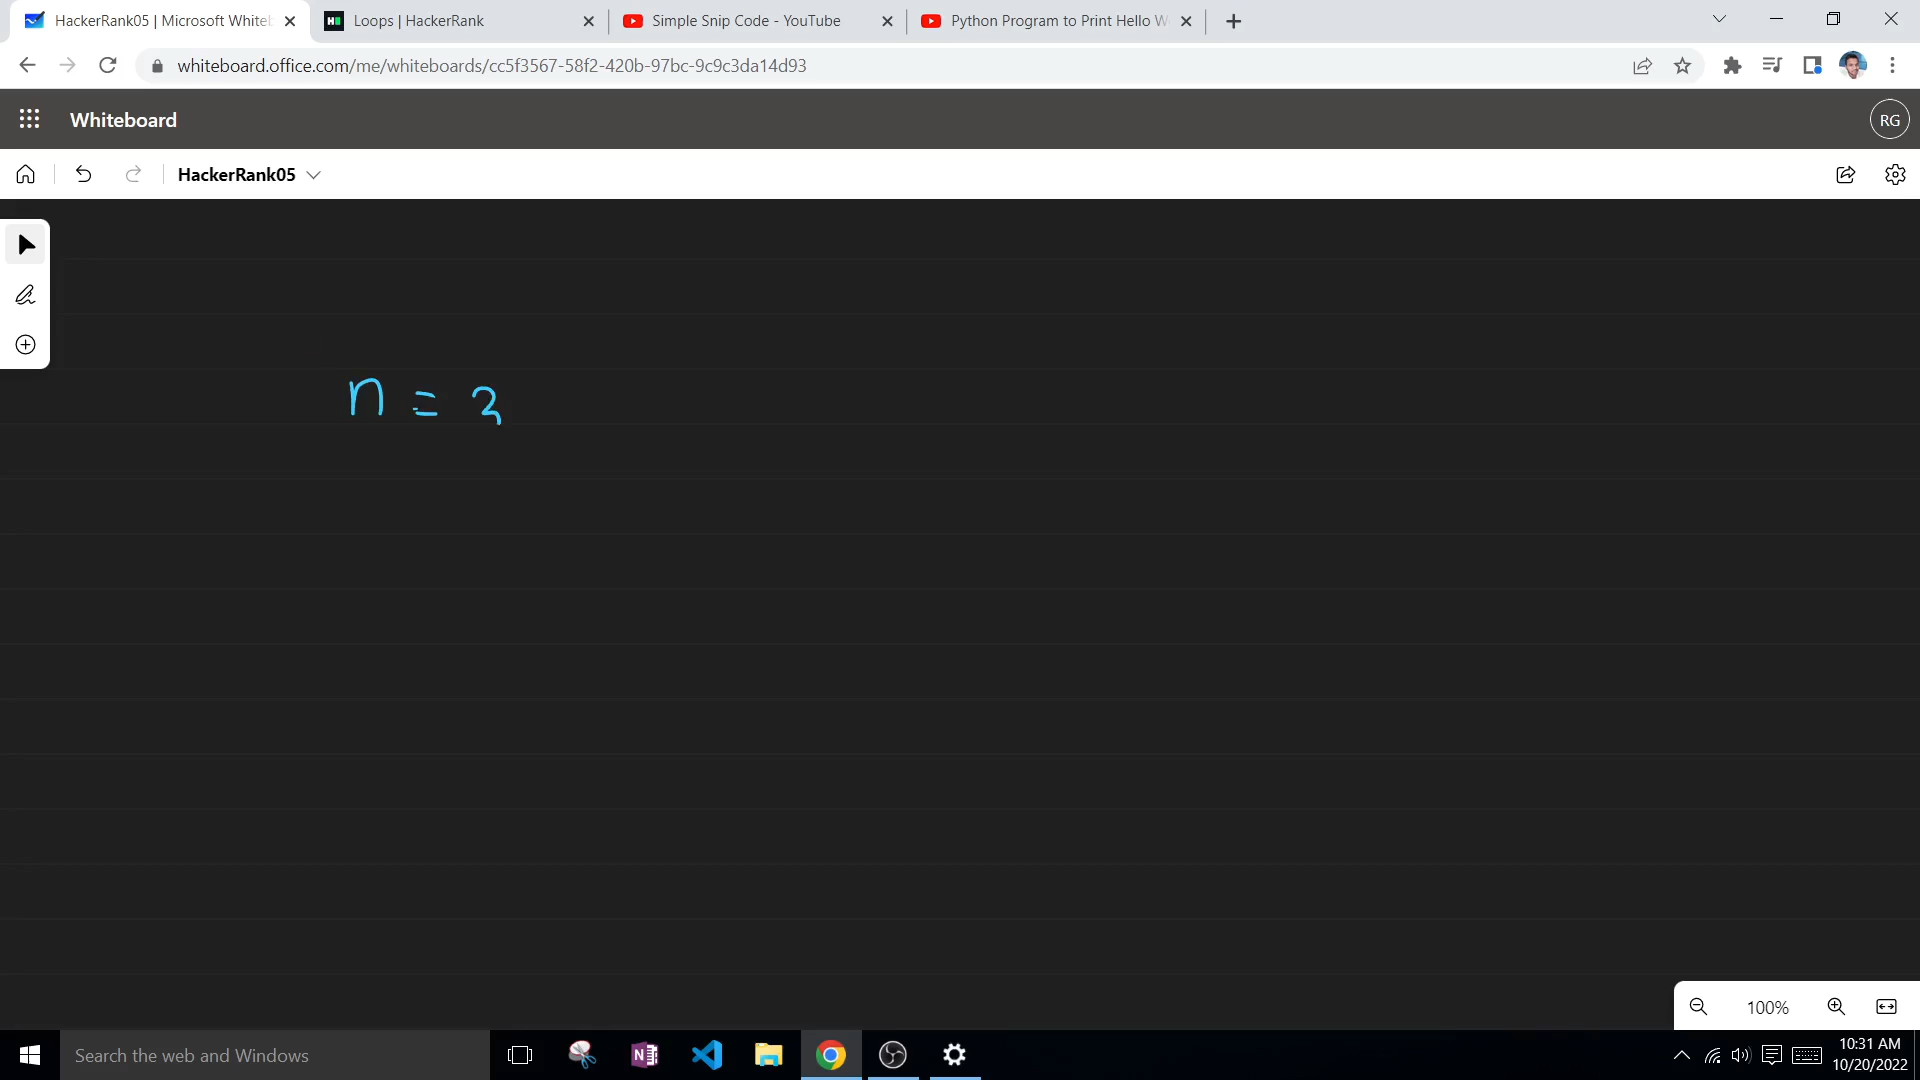 HackerRank05 | Microsoft Whiteb
Loops | HackerRank
Simple Snip Code - YouTube
Python Program to Print Hello W
whiteboard.office.com/me/whiteboards/cc5f3567-58f2-420b-97bc-9c9c3da14d93
Whiteboard
RG
HackerRank05
n = 3
100%
Search the web and Windows
10:31 AM
10/20/2022